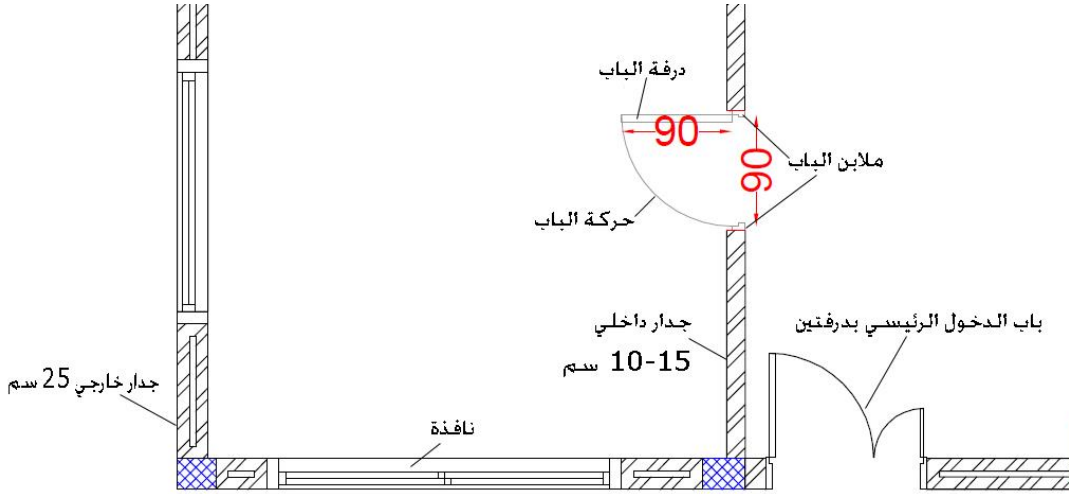 درفة الباب
90
90
ملابن الباب
حركة الباب
باب الدخول الرئيسي بدرفتين
جدار داخلي
10-15 سم
جدار خارجي 25 سم
نافذة